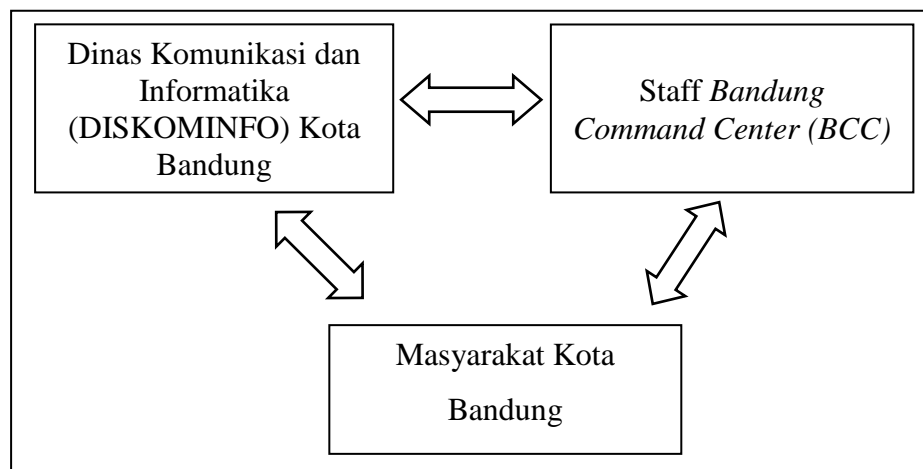 Dinas Komunikasi dan
Informatika
(DISKOMINFO) Kota
Bandung
Staff Bandung
Command Center (BCC)
Masyarakat Kota
Bandung